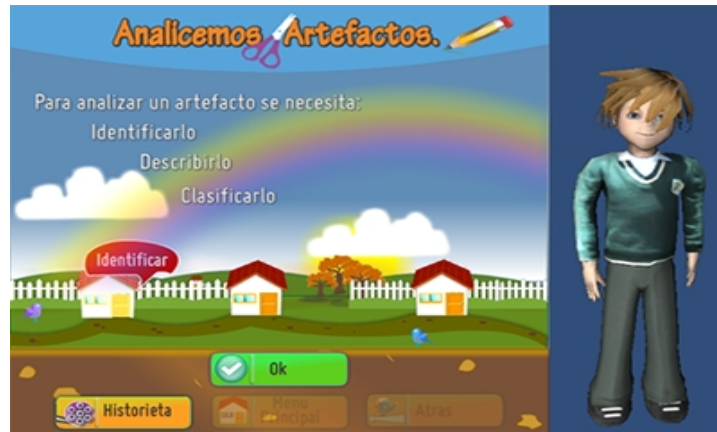 Analicemos Artefactos.
Para analizar un artefacto se necesita:
Identificarlo
Describirlo
Clasificarlo
Identificar
Ok
Historieta
Menu
Principal
Atras